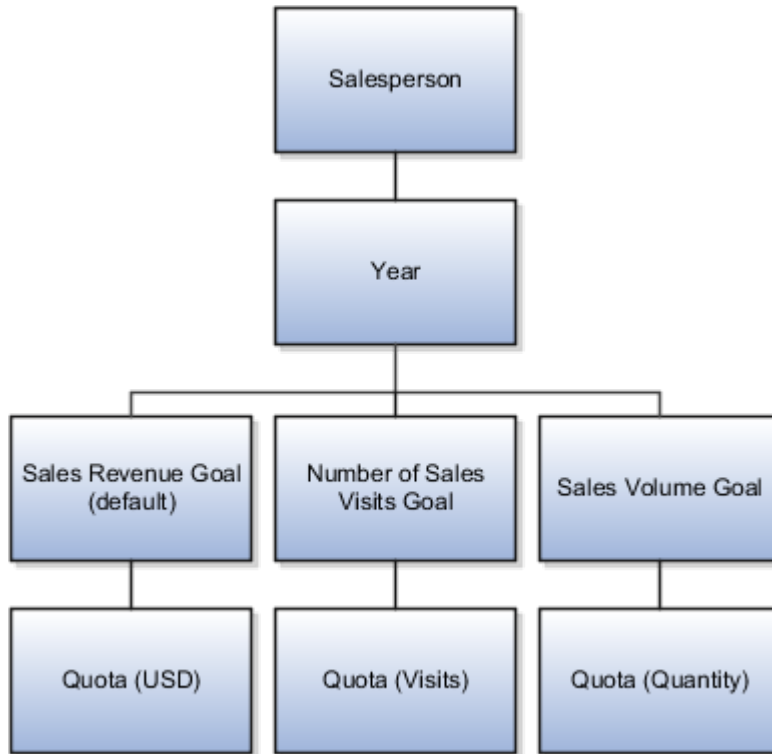 Salesperson
Year
Sales Revenue Goal
(default)
Number of Sales
Visits Goal
Sales Volume Goal
Quota (USD)
Quota (Visits)
Quota (Quantity)